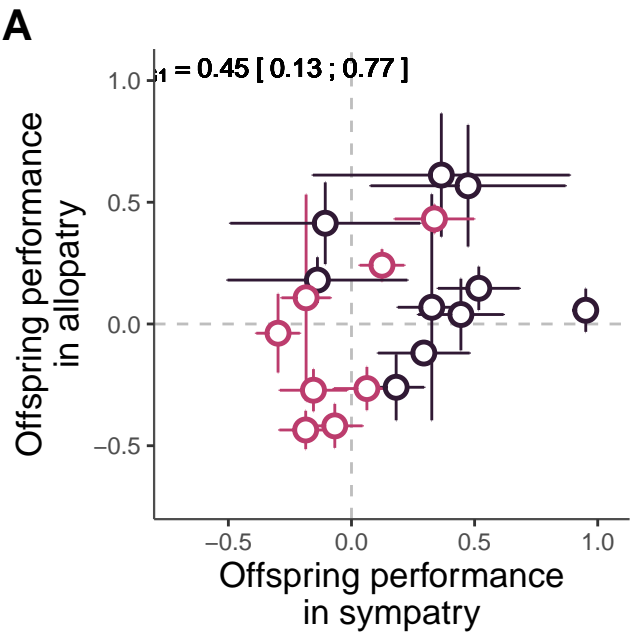 A
= 0.45 [ 0.13 ; 0.77 ]
1.0
0.5
0.0
−0.5
Offspring performance
in allopatry
−0.5 0.0 0.5 1.0
Offspring performance
in sympatry